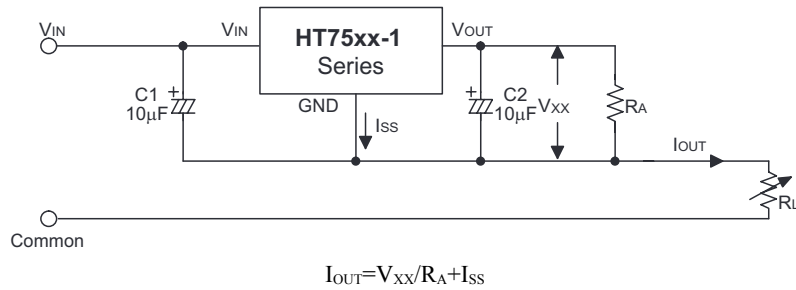 VIN
VIN
HT75xx-1
Series
VOUT
C1
10µF
+
GND
ISS
C2
10µF
+
VXX
RA
IOUT
RL
Common
IOUT=VXX/RA+ISS